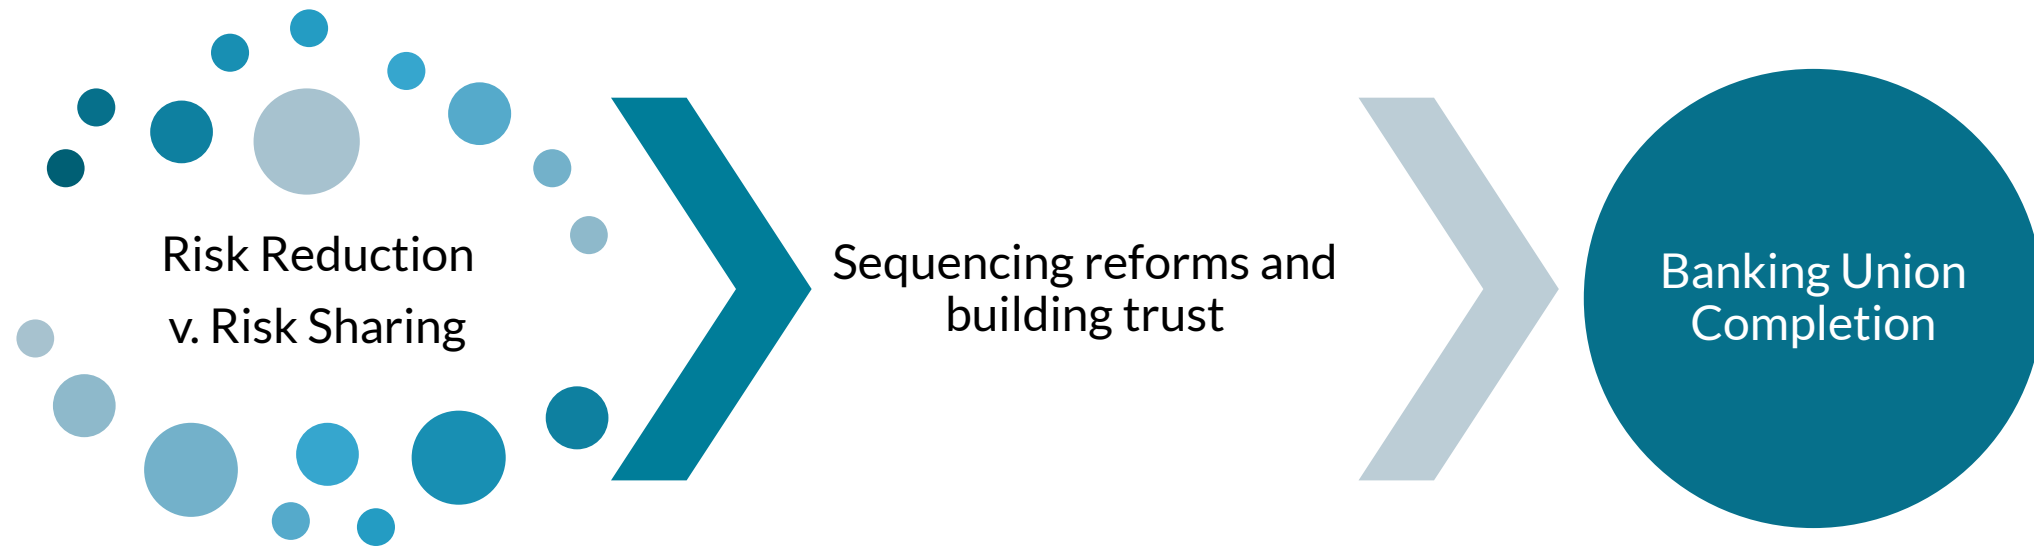 Risk Reduction
v. Risk Sharing
Sequencing reforms and
building trust
Banking Union
Completion